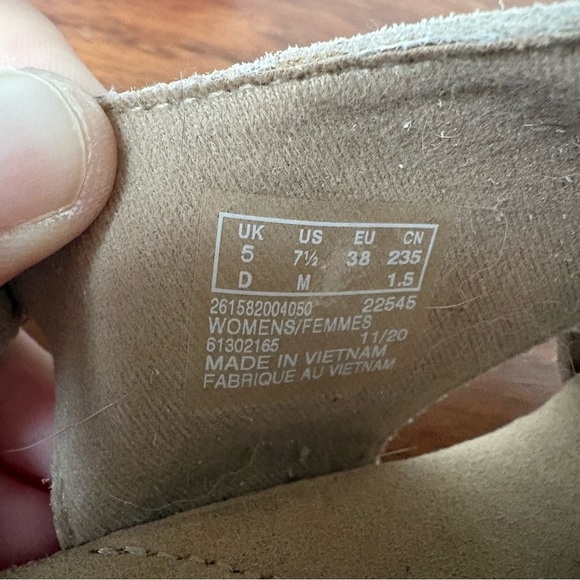 UK US EU CN
5 7½ 38 235
D M 1.5
261582004050 22545
WOMENS/FEMMES
61302165 11/20
MADE IN VIETNAM
FABRIQUE AU VIETNAM